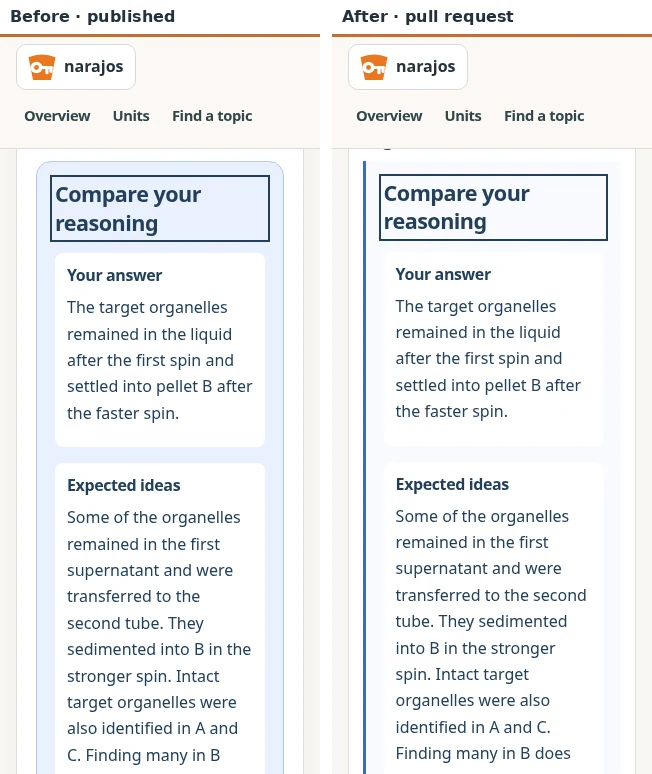 Before · published
narajos
Overview Units Find a topic
Compare your
reasoning
Your answer
The target organelles
remained in the liquid
after the first spin and
settled into pellet B after
the faster spin.
Expected ideas
Some of the organelles
remained in the first
supernatant and were
transferred to the
second tube. They
sedimented into B in the
stronger spin. Intact
target organelles were
also identified in A and
C. Finding many in B
After · pull request
narajos
Overview Units Find a topic
Compare your
reasoning
Your answer
The target organelles
remained in the liquid
after the first spin and
settled into pellet B after
the faster spin.
Expected ideas
Some of the organelles
remained in the first
supernatant and were
transferred to the second
tube. They sedimented
into B in the stronger
spin. Intact target
organelles were also
identified in A and C.
Finding many in B does